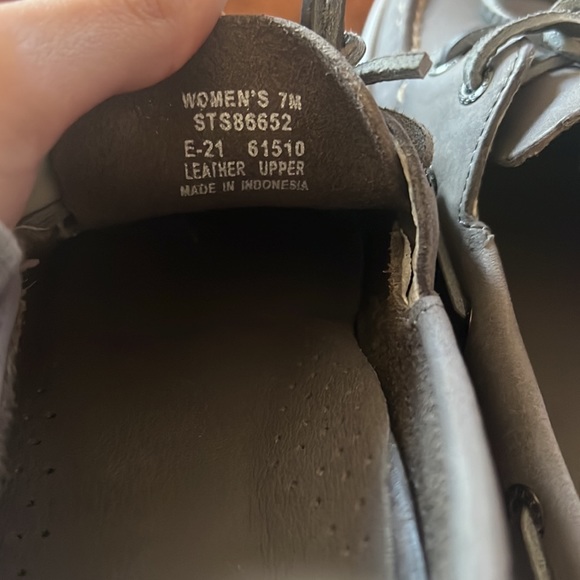 WOMEN'S 7M
STS86652
E-21 61510
LEATHER UPPER
MADE IN INDONESIA